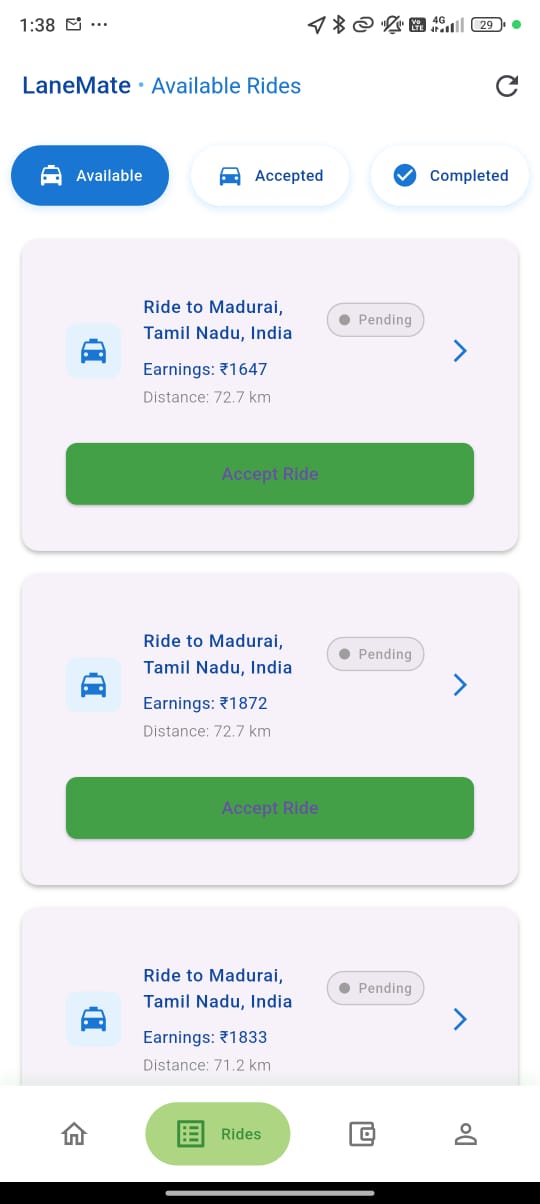 1:38 ··· Vo LTE 4G 29
LaneMate • Available Rides
Available Accepted Completed
Ride to Madurai,
Tamil Nadu, India
Pending
Earnings: ₹1647
Distance: 72.7 km
Accept Ride
Ride to Madurai,
Tamil Nadu, India
Pending
Earnings: ₹1872
Distance: 72.7 km
Accept Ride
Ride to Madurai,
Tamil Nadu, India
Pending
Earnings: ₹1833
Distance: 71.2 km
Rides